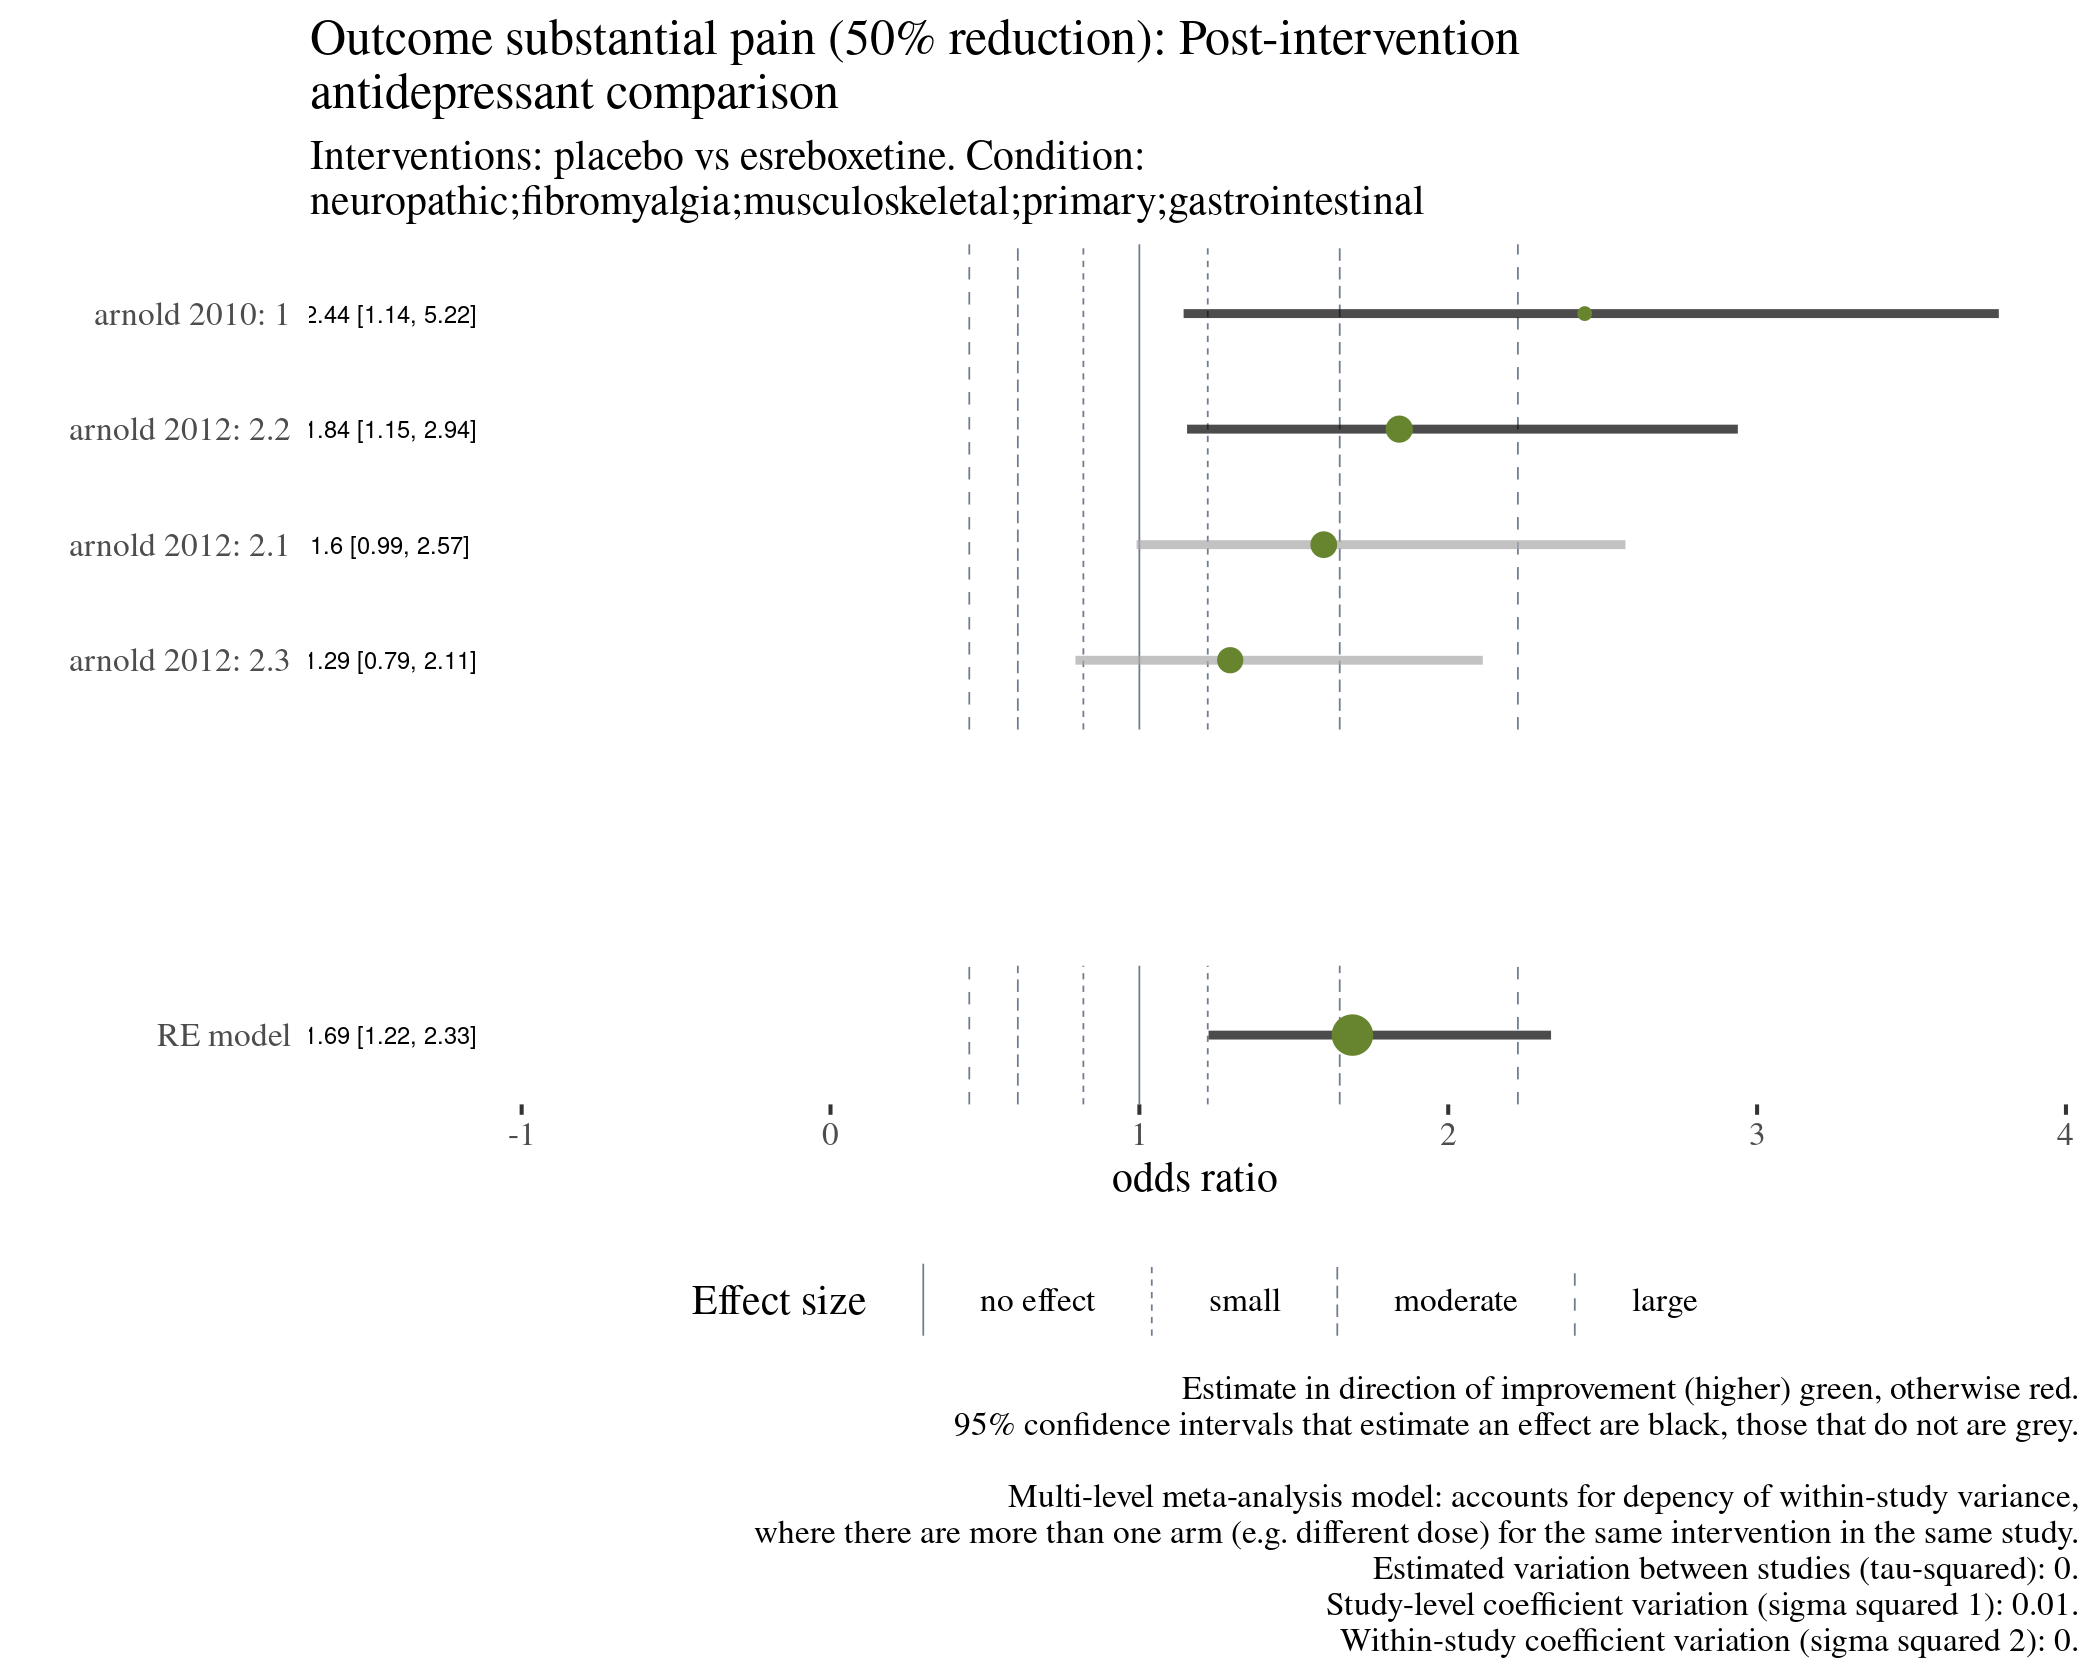 Outcome substantial pain (50% reduction): Post-intervention
antidepressant comparison
Interventions: placebo vs esreboxetine. Condition:
neuropathic;fibromyalgia;musculoskeletal;primary;gastrointestinal
arnold 2010: 1 2.44 [1.14, 5.22]
arnold 2012: 2.2 1.84 [1.15, 2.94]
arnold 2012: 2.1 1.6 [0.99, 2.57]
arnold 2012: 2.3 1.29 [0.79, 2.11]
RE model 1.69 [1.22, 2.33]
-1 0 1 2 3 4
odds ratio
Effect size no effect small moderate large
Estimate in direction of improvement (higher) green, otherwise red.
95% confidence intervals that estimate an effect are black, those that do not are grey.
Multi-level meta-analysis model: accounts for depency of within-study variance,
where there are more than one arm (e.g. different dose) for the same intervention in the same study.
Estimated variation between studies (tau-squared): 0.
Study-level coefficient variation (sigma squared 1): 0.01.
Within-study coefficient variation (sigma squared 2): 0.